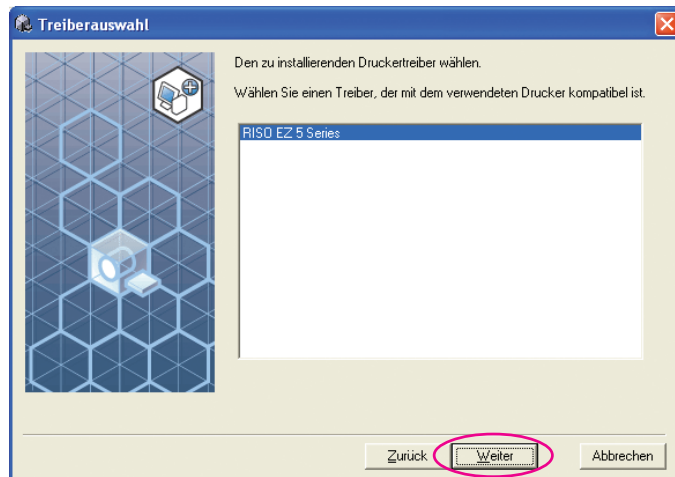 Treiberauswahl
Den zu installierenden Druckertreiber wählen.
Wählen Sie einen Treiber, der mit dem verwendeten Drucker kompatibel ist.
RISO EZ 5 Series
Zurück
Weiter
Abbrechen